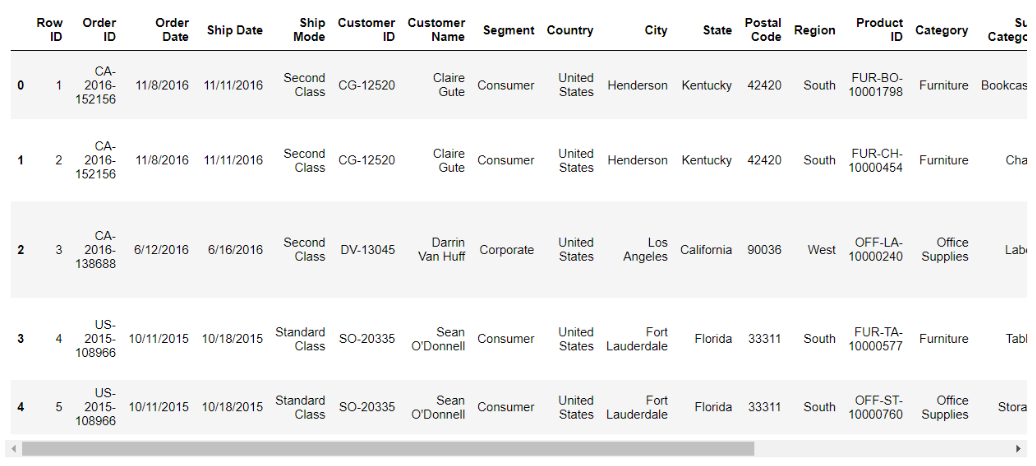 Row ID Order ID Order Date Ship Date Ship Mode Customer ID Customer Name Segment Country City State Postal Code Region Product ID Category Su Catego
0 1 CA-2016-152156 11/8/2016 11/11/2016 Second Class CG-12520 Claire Gute Consumer United States Henderson Kentucky 42420 South FUR-BO-10001798 Furniture Bookcas
1 2 CA-2016-152156 11/8/2016 11/11/2016 Second Class CG-12520 Claire Gute Consumer United States Henderson Kentucky 42420 South FUR-CH-10000454 Furniture Cha
2 3 CA-2016-138688 6/12/2016 6/16/2016 Second Class DV-13045 Darrin Van Huff Corporate United States Los Angeles California 90036 West OFF-LA-10000240 Office Supplies Labe
3 4 US-2015-108966 10/11/2015 10/18/2015 Standard Class SO-20335 Sean O'Donnell Consumer United States Fort Lauderdale Florida 33311 South FUR-TA-10000577 Furniture Tabl
4 5 US-2015-108966 10/11/2015 10/18/2015 Standard Class SO-20335 Sean O'Donnell Consumer United States Fort Lauderdale Florida 33311 South OFF-ST-10000760 Office Supplies Stora